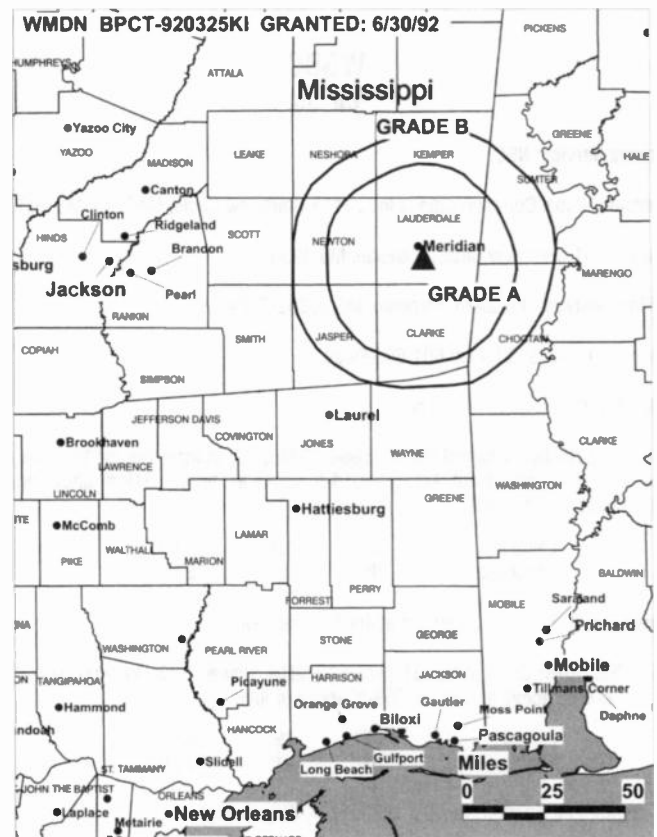 WMDN BPCT-920325KI GRANTED: 6/30/92
PICKENS
HUMPHREYS
ATTALA
Mississippi
GRADE B
Yazoo City
YAZOO
GREENE
HALE
MADISON
LEAKE
NESHOBA
KEMPER
SUMTER
Canton
Clinton
Ridgeland
LAUDERDALE
HINDS
SCOTT
NEWTON
Meridian
sburg
Brandon
MARENGO
Jackson
Pearl
GRADE A
RANKIN
SMITH
JASPER
CLARKE
CHOCTAW
COPIAH
SIMPSON
JEFFERSON DAVIS
Laurel
COVINGTON
JONES
Brookhaven
WAYNE
CLARKE
LAWRENCE
WASHINGTON
LINCOLN
GREENE
Hattiesburg
ITE
McComb
LAMAR
PIKE
WALTHALL
MARION
BALDWIN
PERRY
FORREST
MOBILE
Saraland
Prichard
WASHINGTON
PEARL RIVER
STONE
GEORGE
Mobile
TANGIPAHOA
HARRISON
JACKSON
Picayune
Tillmans Corner
Hammond
Orange Grove
Gautier
Moss Point
Daphne
ndoah
HANCOCK
Biloxi
Pascagoula
Slidell
Gulfport
Miles
ST. TAMMANY
Long Beach
JOHN THE BAPTIST
ORLEANS
0 25 50
Laplace
New Orleans
Metairie